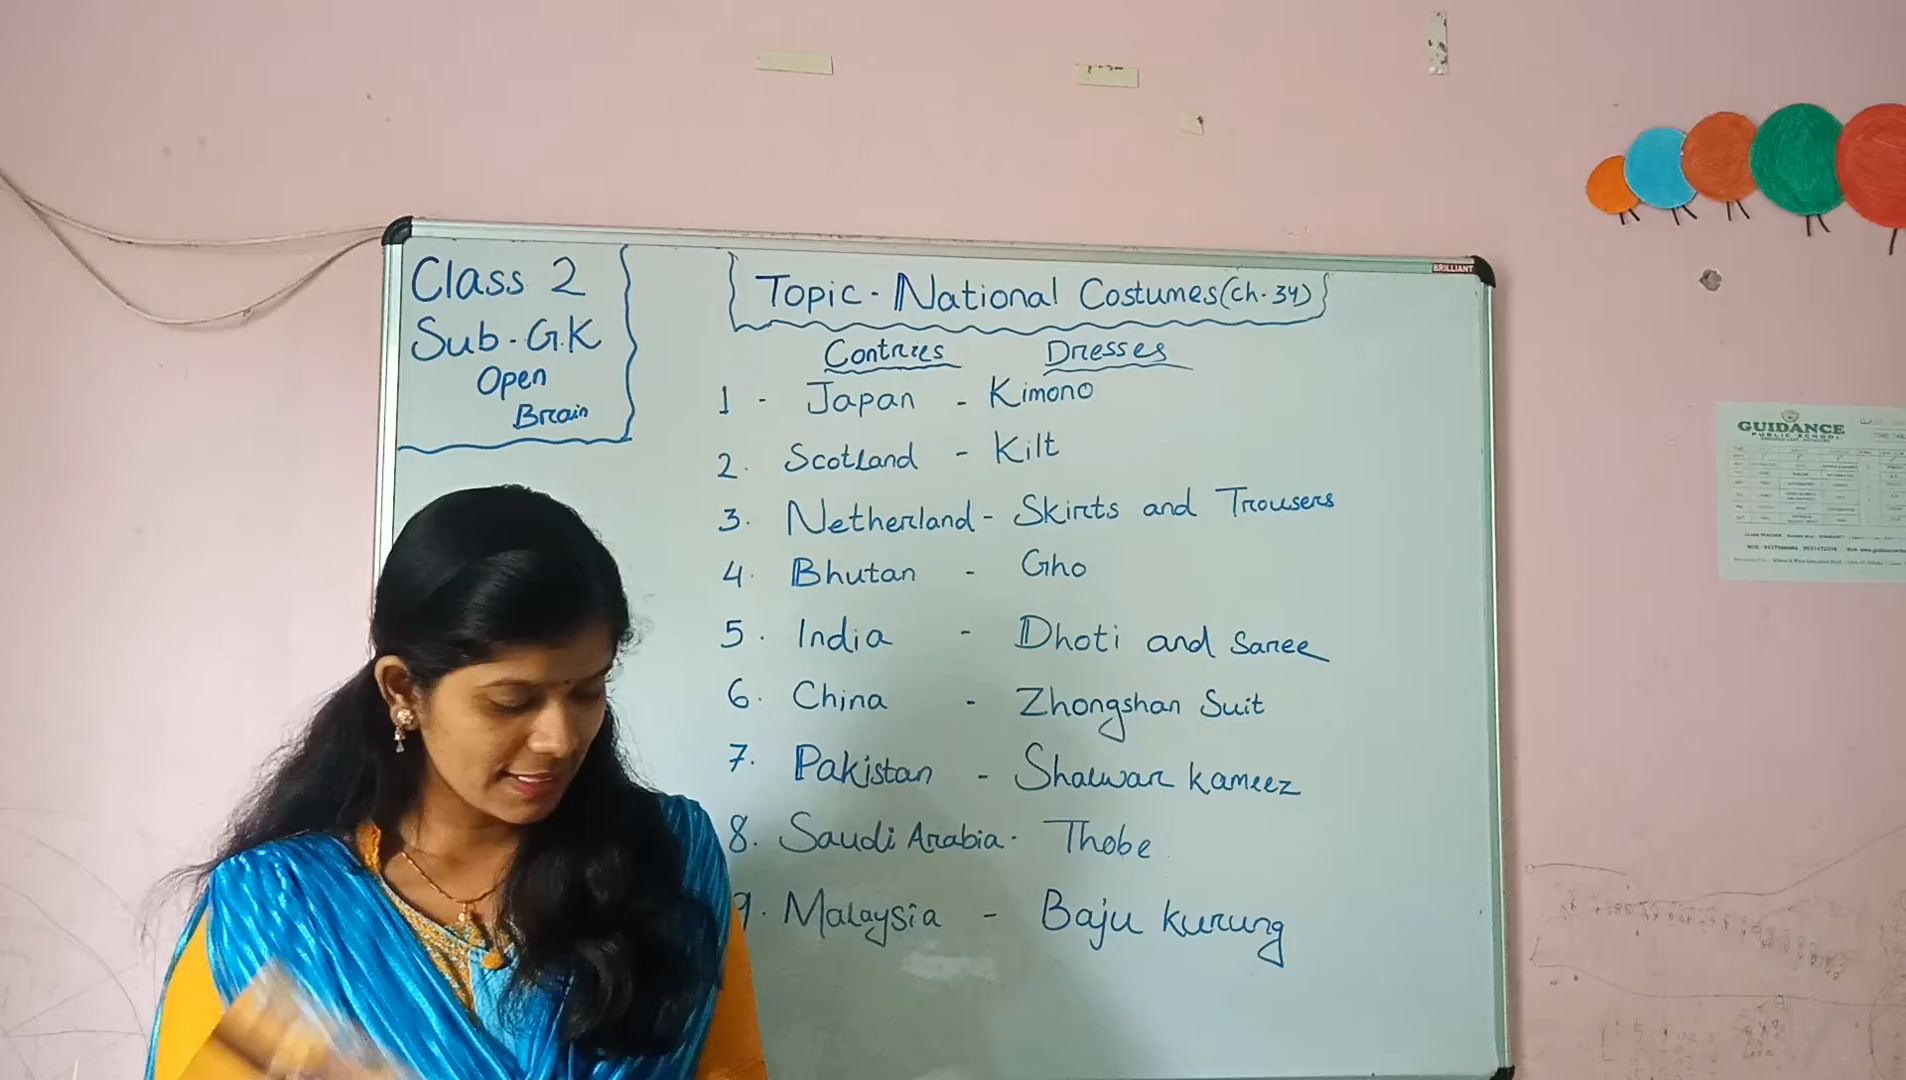 Class 2
Sub - G.K
Open
Brain
Topic - National Costumes (Ch. 34)
Contries Dresses
1 - Japan - Kimono
2. Scotland - Kilt
3. Netherland - Skirts and Trousers
4. Bhutan - Gho
5. India - Dhoti and Saree
6. China - Zhongshan Suit
7. Pakistan - Shalwar kameez
8. Saudi Arabia - Thobe
9. Malaysia - Baju kurung
BRILLIANT
GUIDANCE
PUBLIC SCHOOL